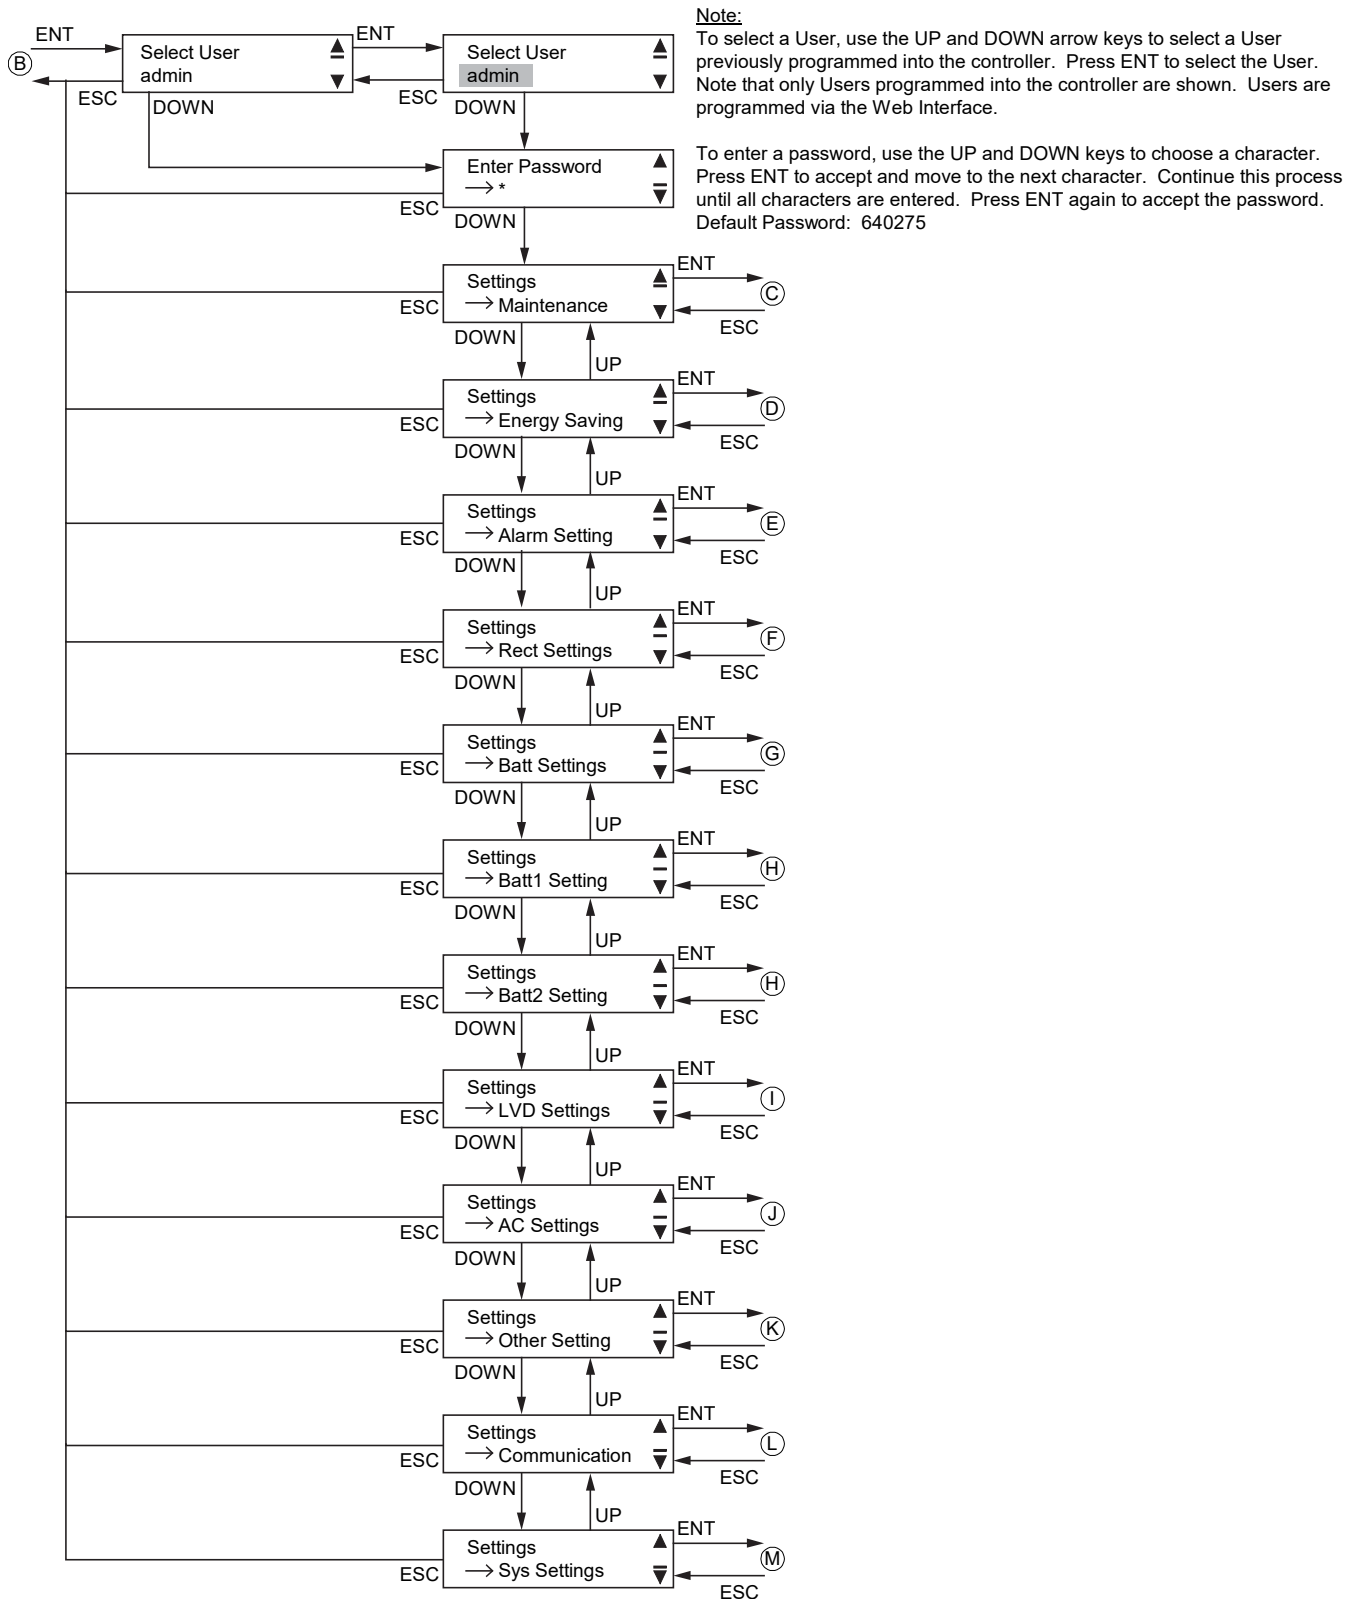 Note:
To select a User, use the UP and DOWN arrow keys to select a User
previously programmed into the controller.  Press ENT to select the User.
Note that only Users programmed into the controller are shown.  Users are
programmed via the Web Interface.
To enter a password, use the UP and DOWN keys to choose a character.
Press ENT to accept and move to the next character.  Continue this process
until all characters are entered.  Press ENT again to accept the password.
Default Password:  640275
ENT
B
ESC
Select User
admin
DOWN
ENT
ESC
Select User
admin
DOWN
Enter Password
→ *
ESC
DOWN
Settings
→ Maintenance
ENT
C
ESC
ESC
DOWN
UP
Settings
→ Energy Saving
ENT
D
ESC
ESC
DOWN
UP
Settings
→ Alarm Setting
ENT
E
ESC
ESC
DOWN
UP
Settings
→ Rect Settings
ENT
F
ESC
ESC
DOWN
UP
Settings
→ Batt Settings
ENT
G
ESC
ESC
DOWN
UP
Settings
→ Batt1 Setting
ENT
H
ESC
ESC
DOWN
UP
Settings
→ Batt2 Setting
ENT
H
ESC
ESC
DOWN
UP
Settings
→ LVD Settings
ENT
I
ESC
ESC
DOWN
UP
Settings
→ AC Settings
ENT
J
ESC
ESC
DOWN
UP
Settings
→ Other Setting
ENT
K
ESC
ESC
DOWN
UP
Settings
→ Communication
ENT
L
ESC
ESC
DOWN
UP
Settings
→ Sys Settings
ENT
M
ESC
ESC